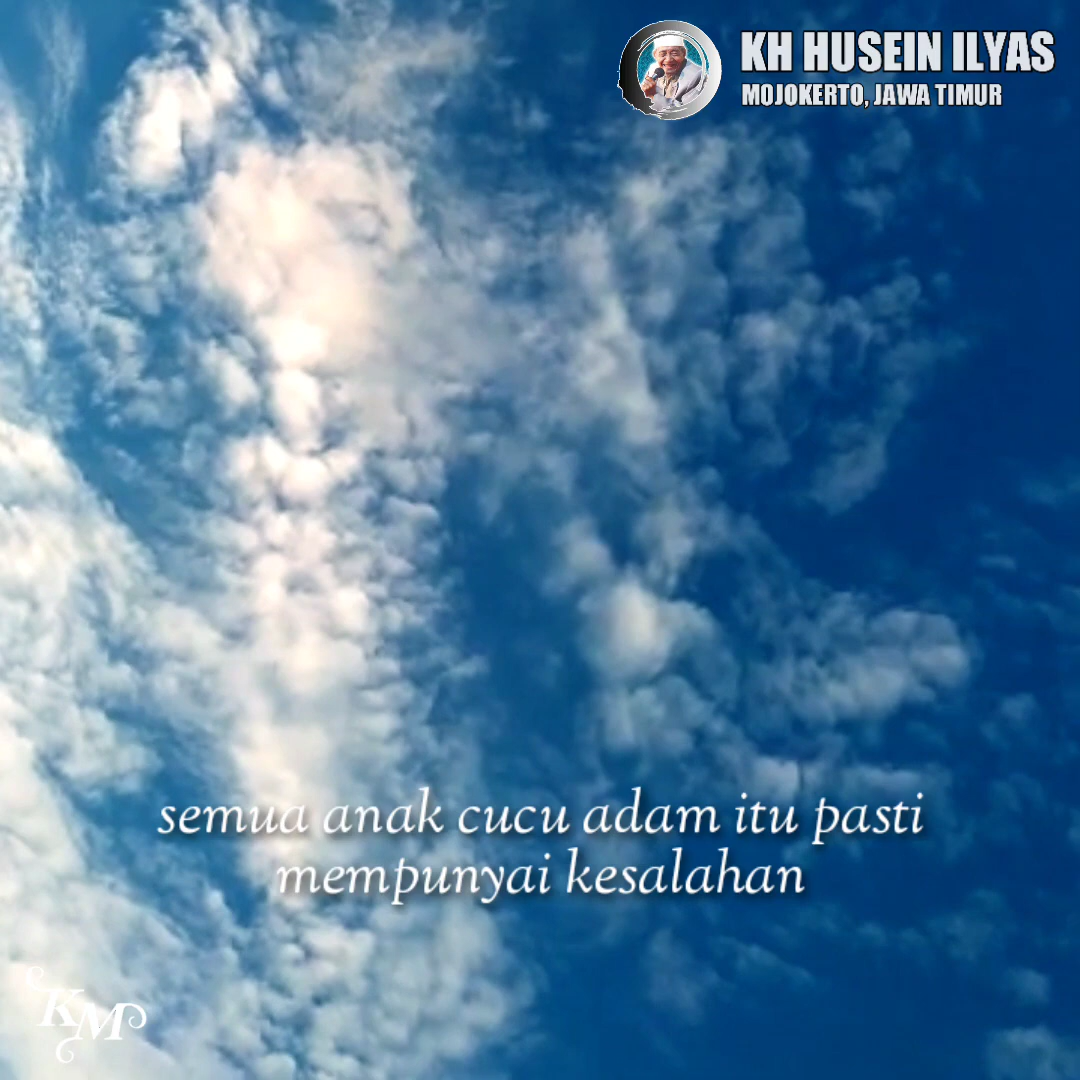 KH HUSEIN ILYAS
MOJOKERTO, JAWA TIMUR
semua anak cucu adam itu pasti
mempunyai kesalahan
KM